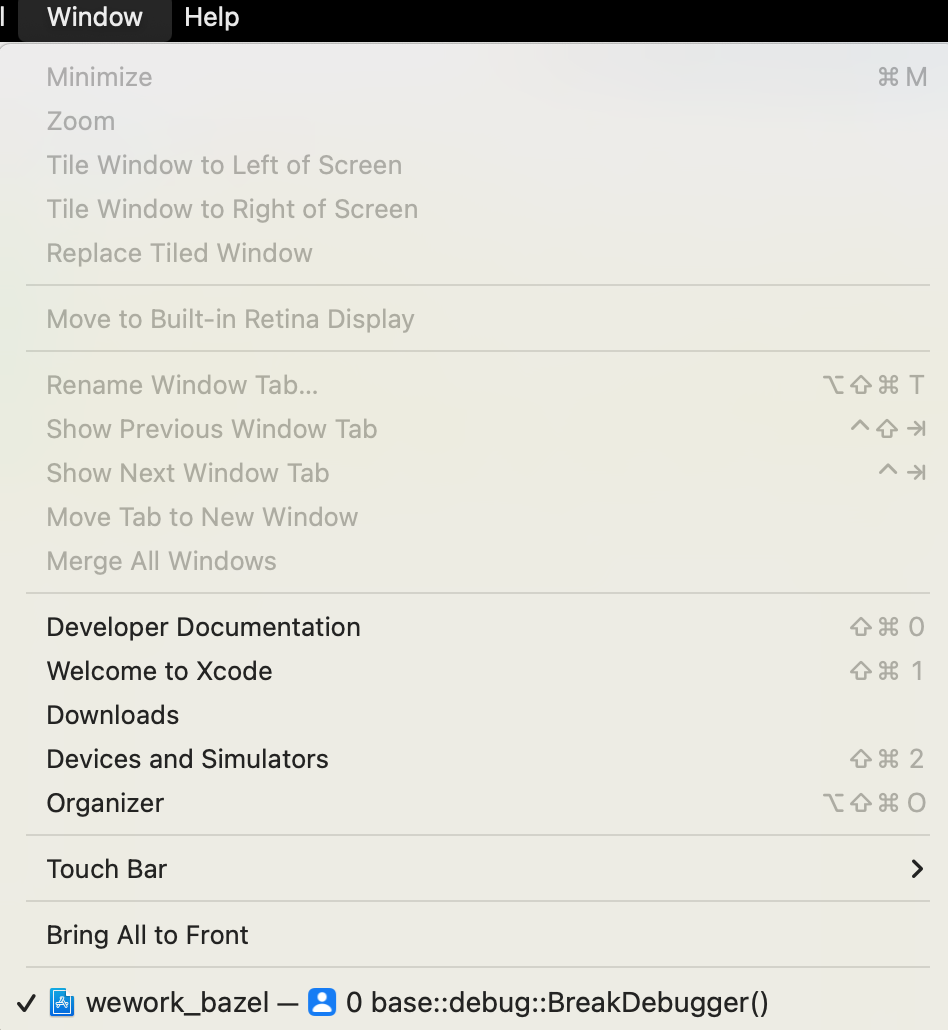 Window Help
Minimize ⌘ M
Zoom
Tile Window to Left of Screen
Tile Window to Right of Screen
Replace Tiled Window
Move to Built-in Retina Display
Rename Window Tab... ⌥⇧⌘ T
Show Previous Window Tab ^⇧⇥
Show Next Window Tab ^⇥
Move Tab to New Window
Merge All Windows
Developer Documentation ⇧⌘ 0
Welcome to Xcode ⇧⌘ 1
Downloads
Devices and Simulators ⇧⌘ 2
Organizer ⌥⇧⌘ O
Touch Bar
Bring All to Front
✓ wework_bazel — 0 base::debug::BreakDebugger()